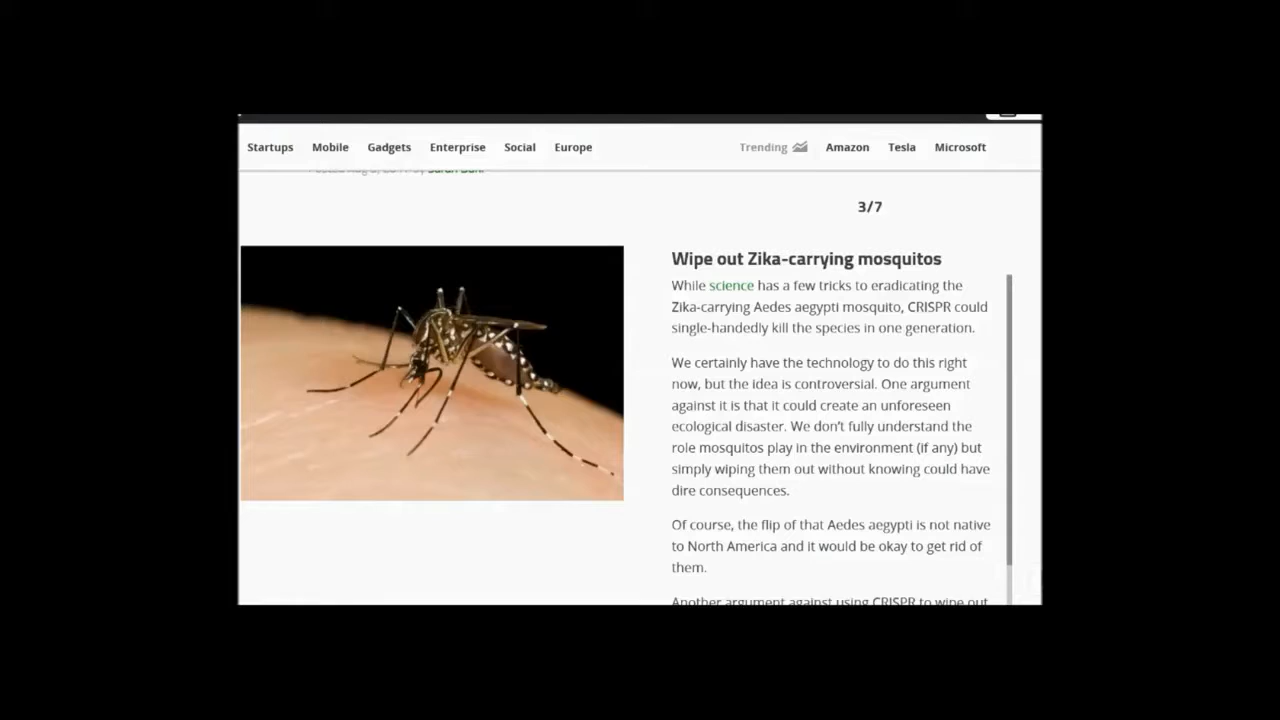 Startups Mobile Gadgets Enterprise Social Europe Trending Amazon Tesla Microsoft
3/7
Wipe out Zika-carrying mosquitos
While science has a few tricks to eradicating the
Zika-carrying Aedes aegypti mosquito, CRISPR could
single-handedly kill the species in one generation.
We certainly have the technology to do this right
now, but the idea is controversial. One argument
against it is that it could create an unforeseen
ecological disaster. We don't fully understand the
role mosquitos play in the environment (if any) but
simply wiping them out without knowing could have
dire consequences.
Of course, the flip of that Aedes aegypti is not native
to North America and it would be okay to get rid of
them.
Another argument against using CRISPR to wipe out